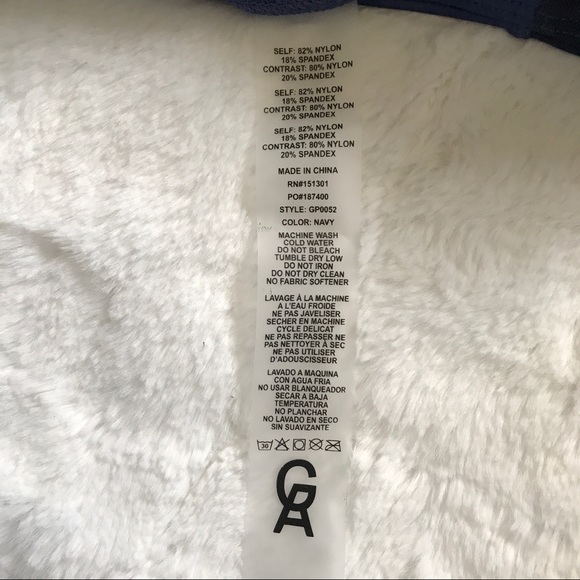 SELF: 82% NYLON
18% SPANDEX
CONTRAST: 80% NYLON
20% SPANDEX
SELF: 82% NYLON
18% SPANDEX
CONTRAST: 80% NYLON
20% SPANDEX
SELF: 82% NYLON
18% SPANDEX
CONTRAST: 80% NYLON
20% SPANDEX
MADE IN CHINA
RN#151301
PO#187400
STYLE: GP0052
COLOR: NAVY
MACHINE WASH
COLD WATER
DO NOT BLEACH
TUMBLE DRY LOW
DO NOT IRON
DO NOT DRY CLEAN
NO FABRIC SOFTENER
LAVAGE À LA MACHINE
A L'EAU FROIDE
NE PAS JAVELISER
SECHER EN MACHINE
CYCLE DELICAT
NE PAS REPASSER NE
PAS NETTOYER À SEC
NE PAS UTILISER
D'ADOUSCISSEUR
LAVADO A MAQUINA
CON AGUA FRIA
NO USAR BLANQUEADOR
SECAR A BAJA
TEMPERATURA
NO PLANCHAR
NO LAVADO EN SECO
SIN SUAVIZANTE
30
GA